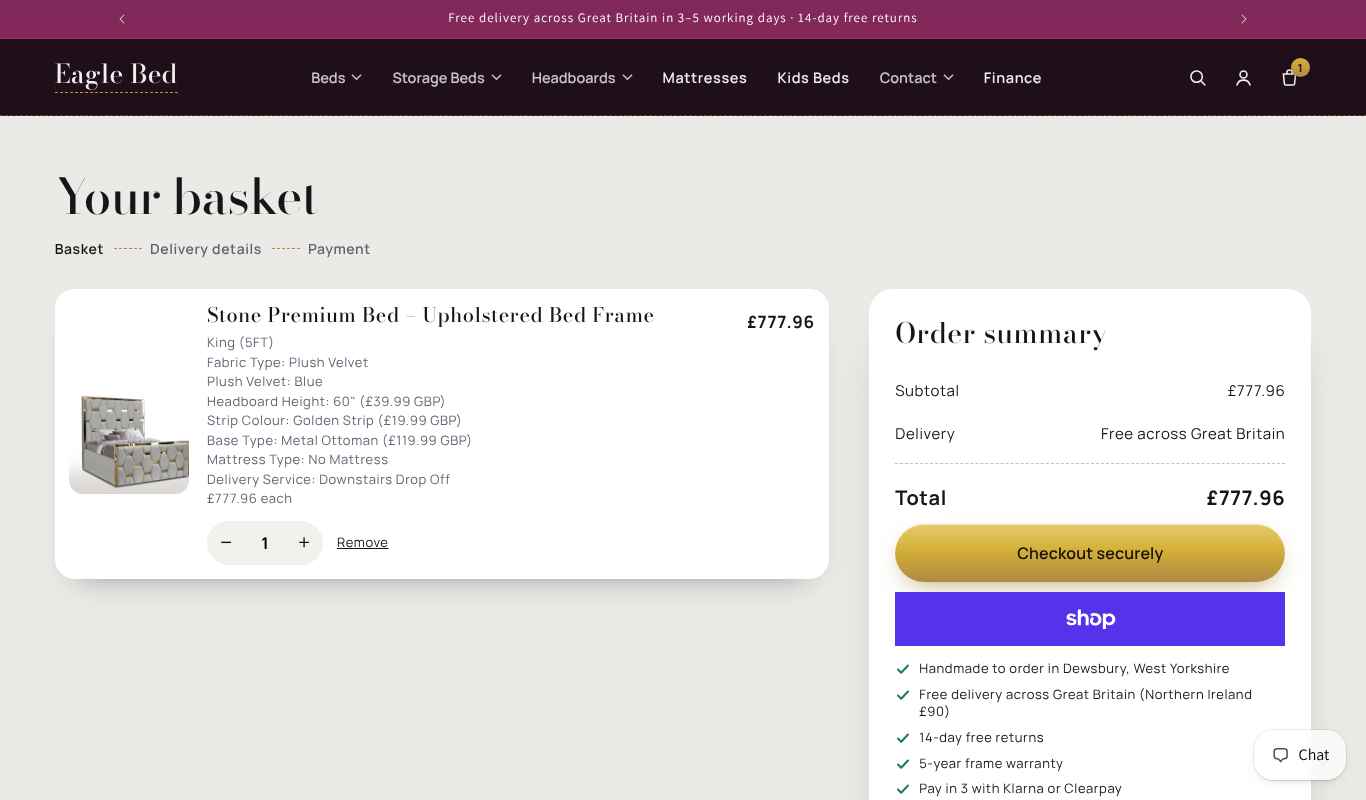 Free delivery across Great Britain in 3–5 working days · 14-day free returns
Eagle Bed
Beds
Storage Beds
Headboards
Mattresses
Kids Beds
Contact
Finance
1
Your basket
Basket
Delivery details
Payment
Stone Premium Bed – Upholstered Bed Frame
£777.96
King (5FT)
Fabric Type: Plush Velvet
Plush Velvet: Blue
Headboard Height: 60" (£39.99 GBP)
Strip Colour: Golden Strip (£19.99 GBP)
Base Type: Metal Ottoman (£119.99 GBP)
Mattress Type: No Mattress
Delivery Service: Downstairs Drop Off
£777.96 each
− 1 +
Remove
Order summary
Subtotal £777.96
Delivery Free across Great Britain
Total £777.96
Checkout securely
shop
Handmade to order in Dewsbury, West Yorkshire
Free delivery across Great Britain (Northern Ireland
£90)
14-day free returns
5-year frame warranty
Pay in 3 with Klarna or Clearpay
Chat